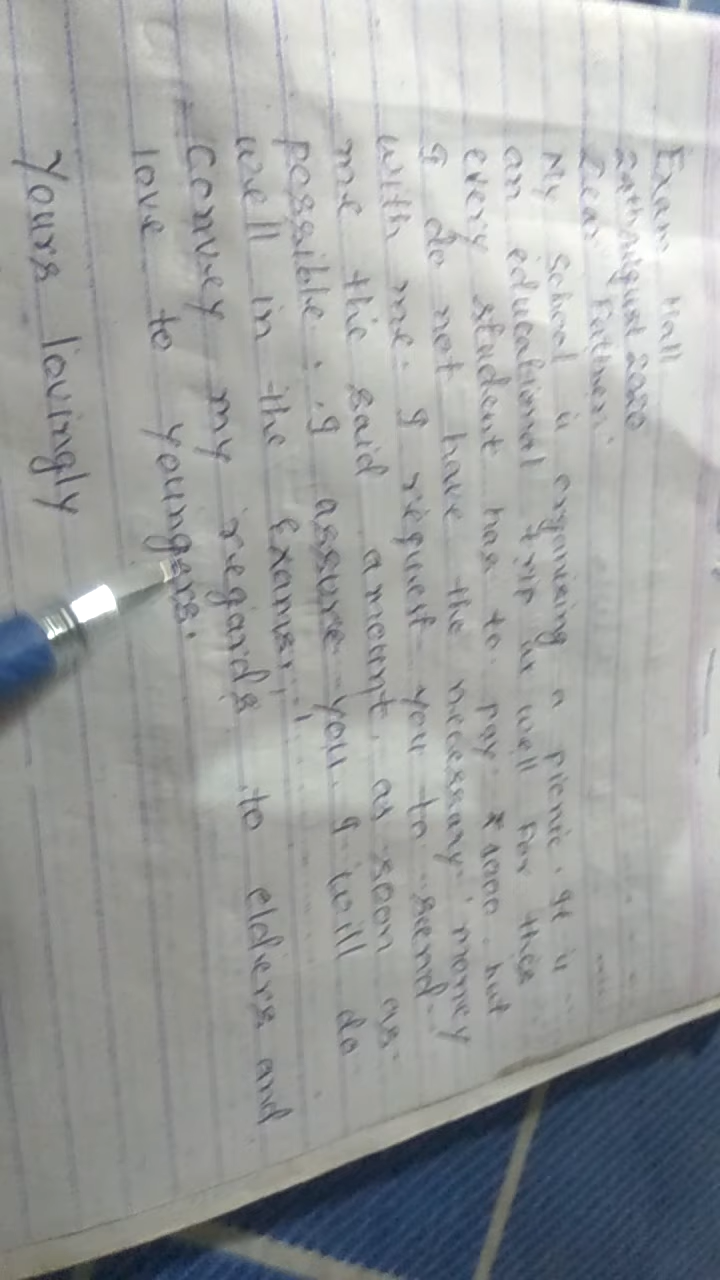 Exam Hall
24th August 2020
Dear Father,
My School is organizing a picnic. It is
an educational trip as well For this
every student has to pay ₹ 1000. but
I do not have the necessary money
with me. I request you to send
me the said amount, as soon as
possible. I assure you, I will do
well in the Exams.
Convey my regards to elders and
love to youngers.
Yours lovingly